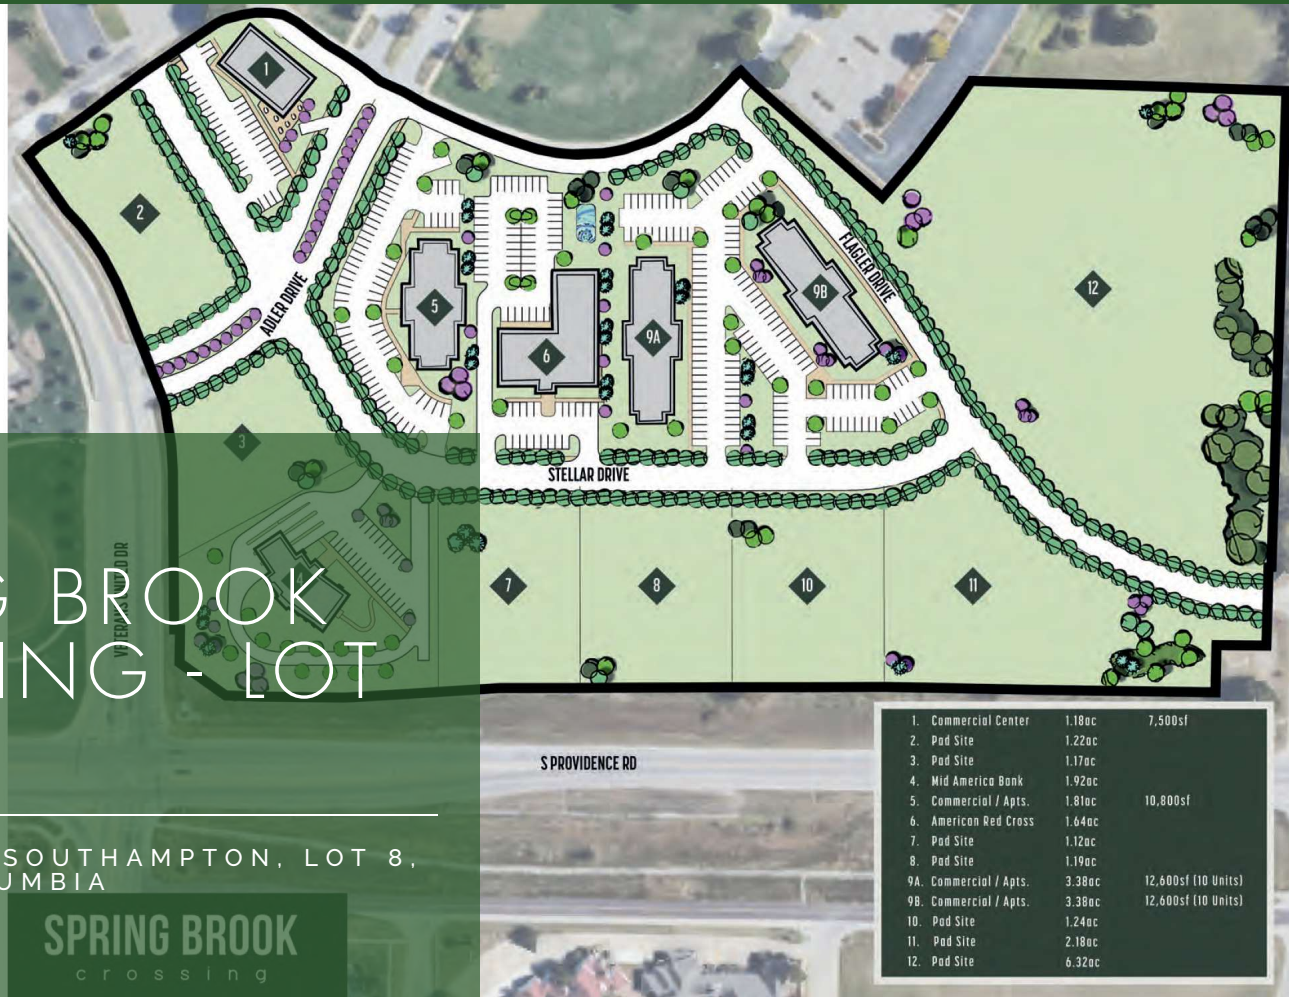 1
2
12
FLAGLER DRIVE
ADLER DRIVE
5
9B
9A
6
3
STELLAR DRIVE
4
7
8
10
11
G BROOK
ING - LOT
S PROVIDENCE RD
SOUTHAMPTON, LOT 8,
UMBIA
SPRING BROOK
crossing
1. Commercial Center 1.18ac 7,500sf
2. Pad Site 1.22ac
3. Pad Site 1.17ac
4. Mid America Bank 1.92ac
5. Commercial / Apts. 1.81ac 10,800sf
6. American Red Cross 1.64ac
7. Pad Site 1.12ac
8. Pad Site 1.19ac
9A. Commercial / Apts. 3.38ac 12,600sf (10 Units)
9B. Commercial / Apts. 3.38ac 12,600sf (10 Units)
10. Pad Site 1.24ac
11. Pad Site 2.18ac
12. Pad Site 6.32ac